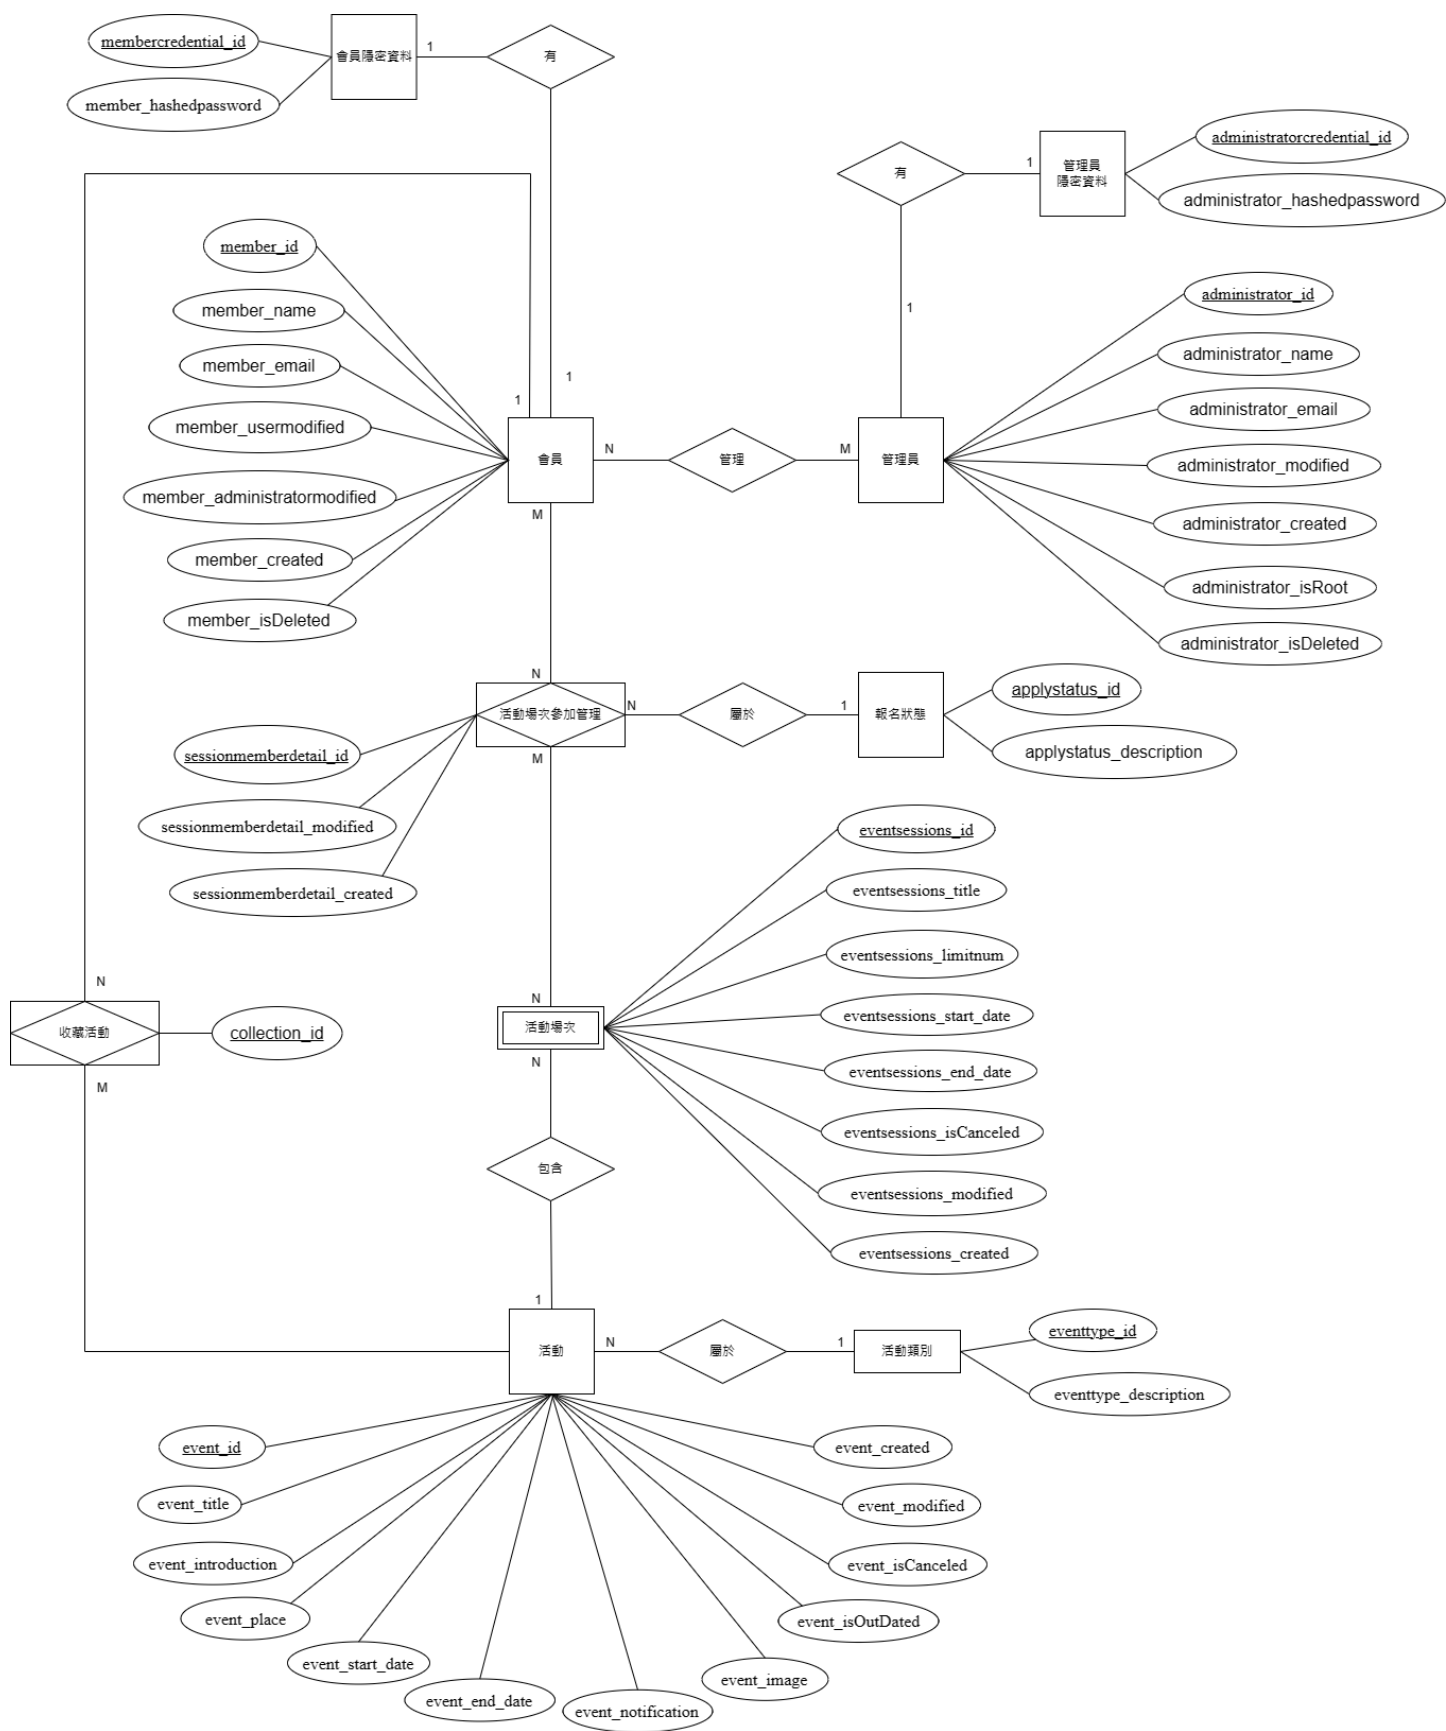 membercredential_id
會員隱密資料
1
有
member_hashedpassword
administratorcredential_id
有
1
管理員
隱密資料
administrator_hashedpassword
member_id
administrator_id
member_name
1
administrator_name
member_email
1
1
administrator_email
member_usermodified
N
M
會員
管理
管理員
administrator_modified
member_administratormodified
M
administrator_created
member_created
administrator_isRoot
member_isDeleted
administrator_isDeleted
N
applystatus_id
活動場次參加管理
N
屬於
1
報名狀態
sessionmemberdetail_id
M
applystatus_description
sessionmemberdetail_modified
eventsessions_id
sessionmemberdetail_created
eventsessions_title
eventsessions_limitnum
N
N
eventsessions_start_date
收藏活動
collection_id
活動場次
N
eventsessions_end_date
M
eventsessions_isCanceled
包含
eventsessions_modified
eventsessions_created
1
活動
N
屬於
1
活動類別
eventtype_id
eventtype_description
event_id
event_created
event_title
event_modified
event_introduction
event_isCanceled
event_place
event_isOutDated
event_start_date
event_image
event_end_date
event_notification